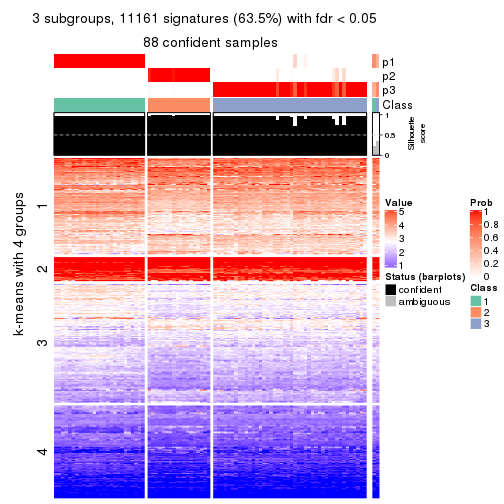 3 subgroups, 11161 signatures (63.5%) with fdr < 0.05
88 confident samples
p1
p2
p3
Class
1
0.5
0
Silhouette
score
k-means with 4 groups
1
2
3
4
Value
5
4
3
2
1
Status (barplots)
confident
ambiguous
Prob
1
0.8
0.6
0.4
0.2
0
Class
1
2
3